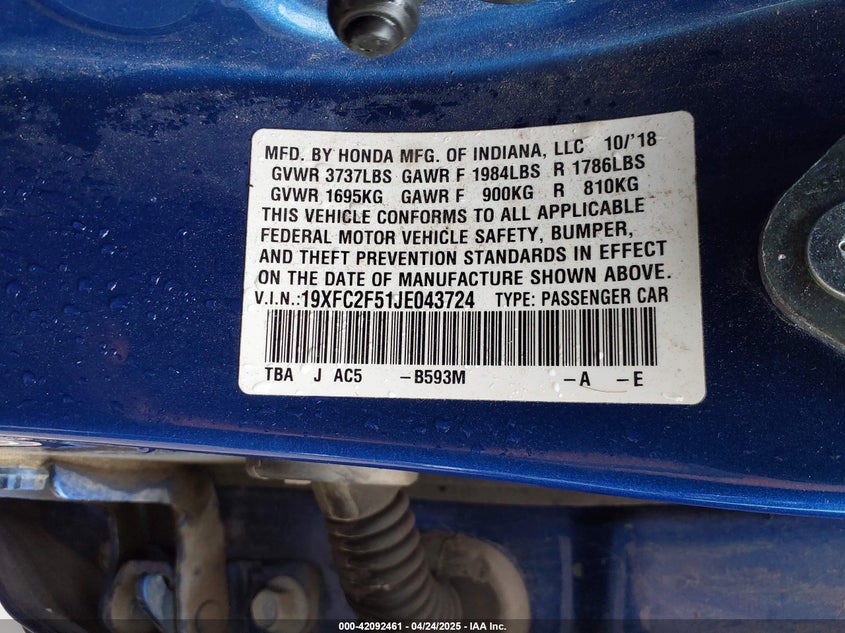 MFD. BY HONDA MFG. OF INDIANA, LLC 10/'18
GVWR 3737LBS GAWR F 1984LBS R 1786LBS
GVWR 1695KG GAWR F 900KG R 810KG
THIS VEHICLE CONFORMS TO ALL APPLICABLE
FEDERAL MOTOR VEHICLE SAFETY, BUMPER,
AND THEFT PREVENTION STANDARDS IN EFFECT
ON THE DATE OF MANUFACTURE SHOWN ABOVE.
V.I.N.:19XFC2F51JE043724 TYPE: PASSENGER CAR
TBA J AC5 -B593M -A -E
000-42092461 - 04/24/2025 - IAA Inc.